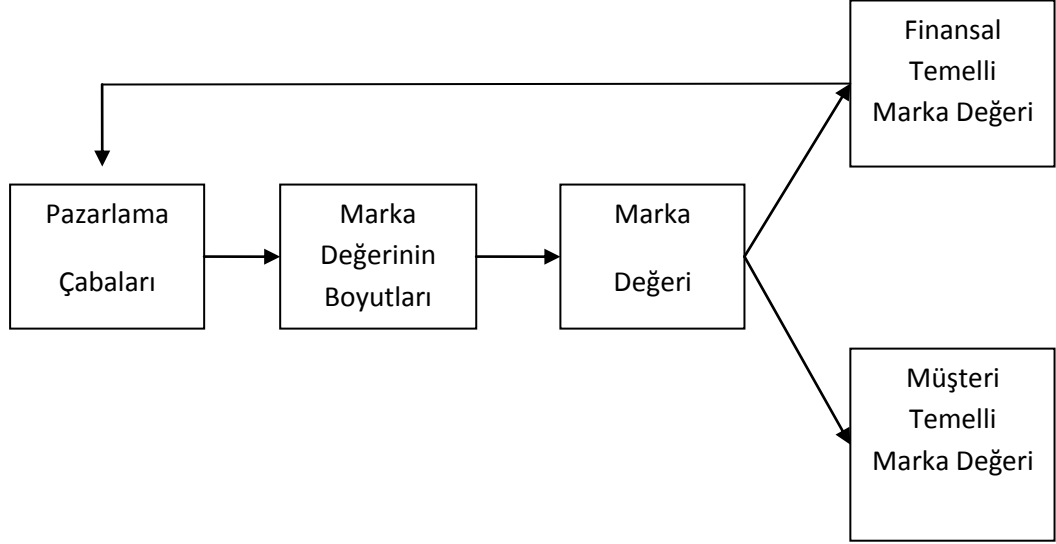 Finansal
Temelli
Marka Değeri
Pazarlama
Çabaları
Marka
Değerinin
Boyutları
Marka
Değeri
Müşteri
Temelli
Marka Değeri